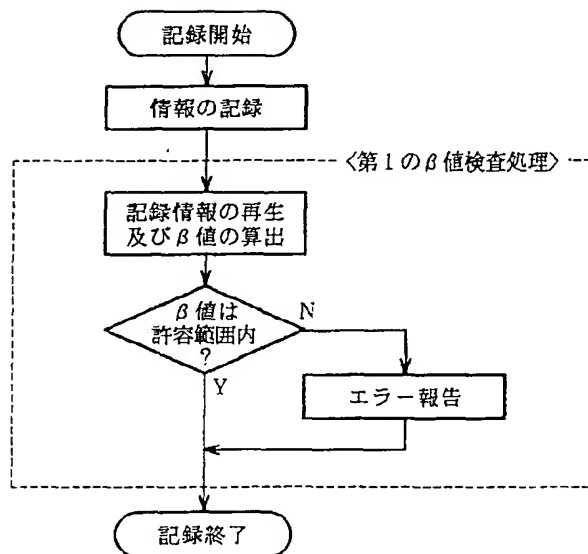 記録開始
情報の記録
〈第1のβ値検査処理〉
記録情報の再生
及びβ値の算出
β値は
許容範囲内
?
N
Y
エラー報告
記録終了